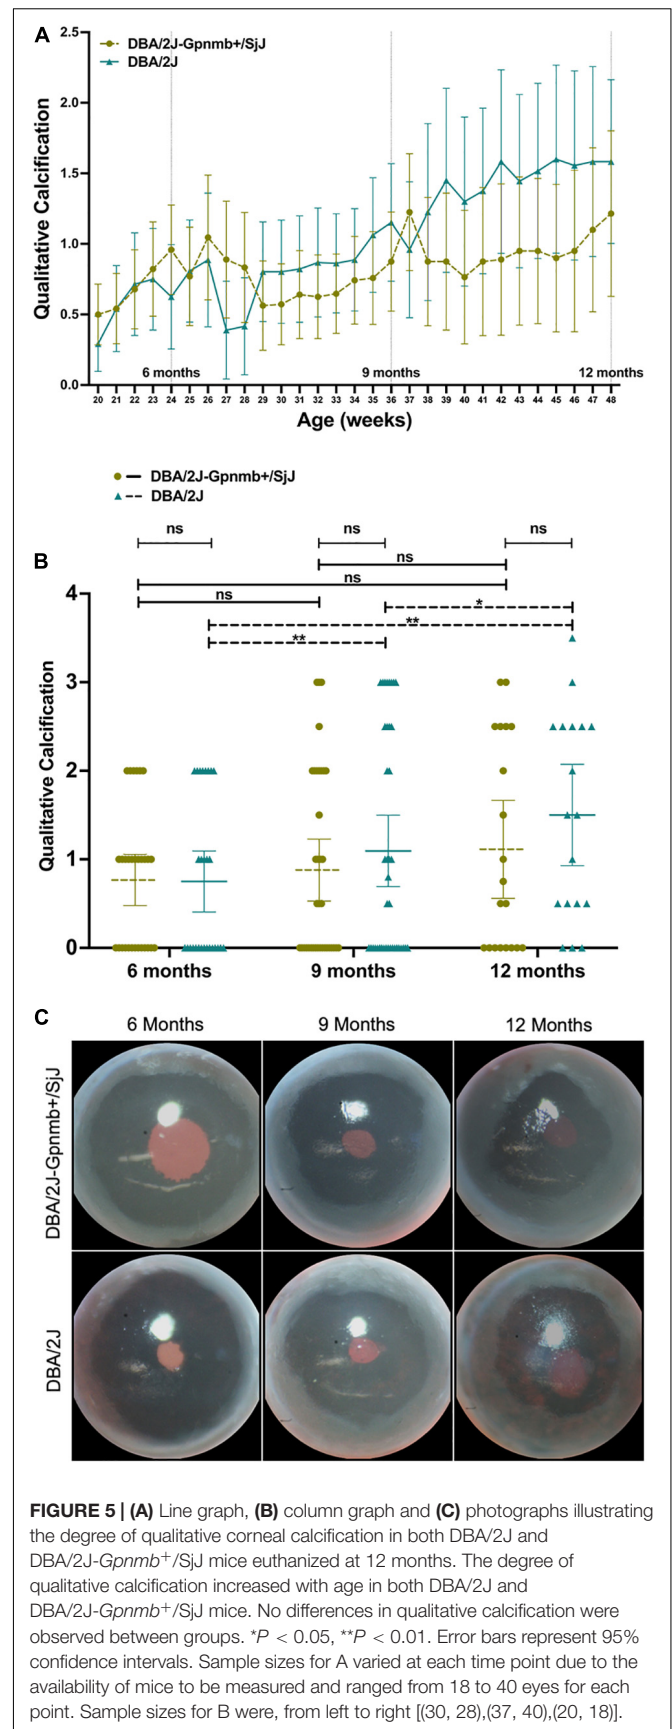 A
2.5
DBA/2J-Gpnmb+/SjJ
DBA/2J
2.0
1.5
1.0
0.5
0.0
Qualitative Calcification
6 months
9 months
12 months
20 21 22 23 24 25 26 27 28 29 30 31 32 33 34 35 36 37 38 39 40 41 42 43 44 45 46 47 48
Age (weeks)
DBA/2J-Gpnmb+/SjJ
DBA/2J
B
ns
ns
ns
ns
ns
ns
*
**
**
4
3
2
1
0
Qualitative Calcification
6 months
9 months
12 months
C
6 Months
9 Months
12 Months
DBA/2J-Gpnmb+/SjJ
DBA/2J
FIGURE 5 | (A) Line graph, (B) column graph and (C) photographs illustrating
the degree of qualitative corneal calcification in both DBA/2J and
DBA/2J-Gpnmb+/SjJ mice euthanized at 12 months. The degree of
qualitative calcification increased with age in both DBA/2J and
DBA/2J-Gpnmb+/SjJ mice. No differences in qualitative calcification were
observed between groups. *P < 0.05, **P < 0.01. Error bars represent 95%
confidence intervals. Sample sizes for A varied at each time point due to the
availability of mice to be measured and ranged from 18 to 40 eyes for each
point. Sample sizes for B were, from left to right [(30, 28),(37, 40),(20, 18)].